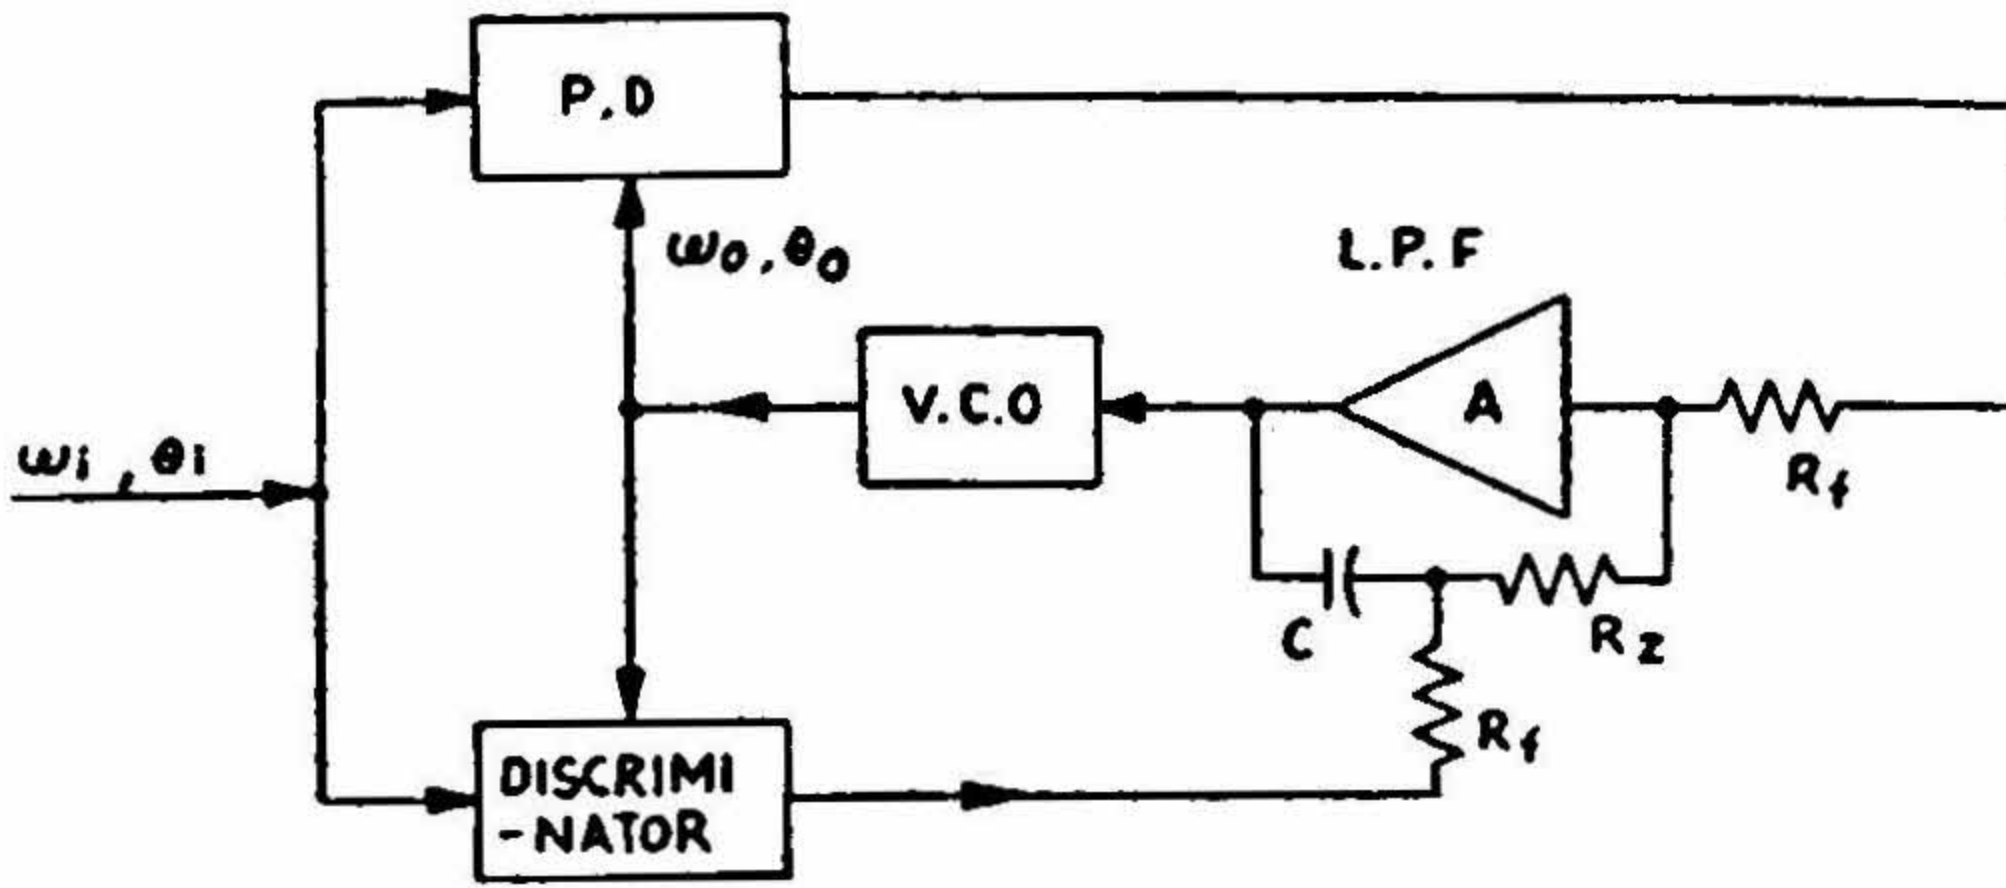 P.D
ωo,θo
L.P.F
V.C.O
A
ωi,θi
Rf
C
Rz
Rf
DISCRIMI
-NATOR